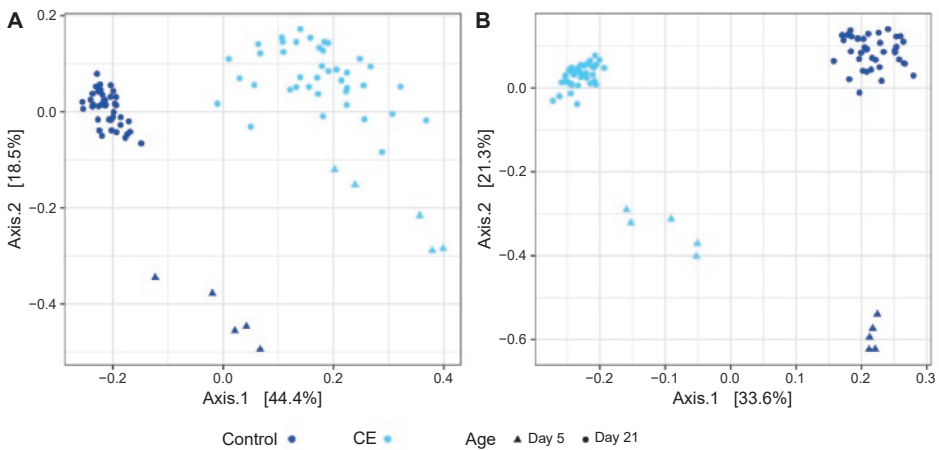 A
0.2
0.0
−0.2
−0.4
Axis.2 [18.5%]
−0.2 0.0 0.2 0.4
Axis.1 [44.4%]
B
0.0
−0.2
−0.4
−0.6
Axis.2 [21.3%]
−0.2 −0.1 0.0 0.1 0.2 0.3
Axis.1 [33.6%]
Control CE Age Day 5 Day 21